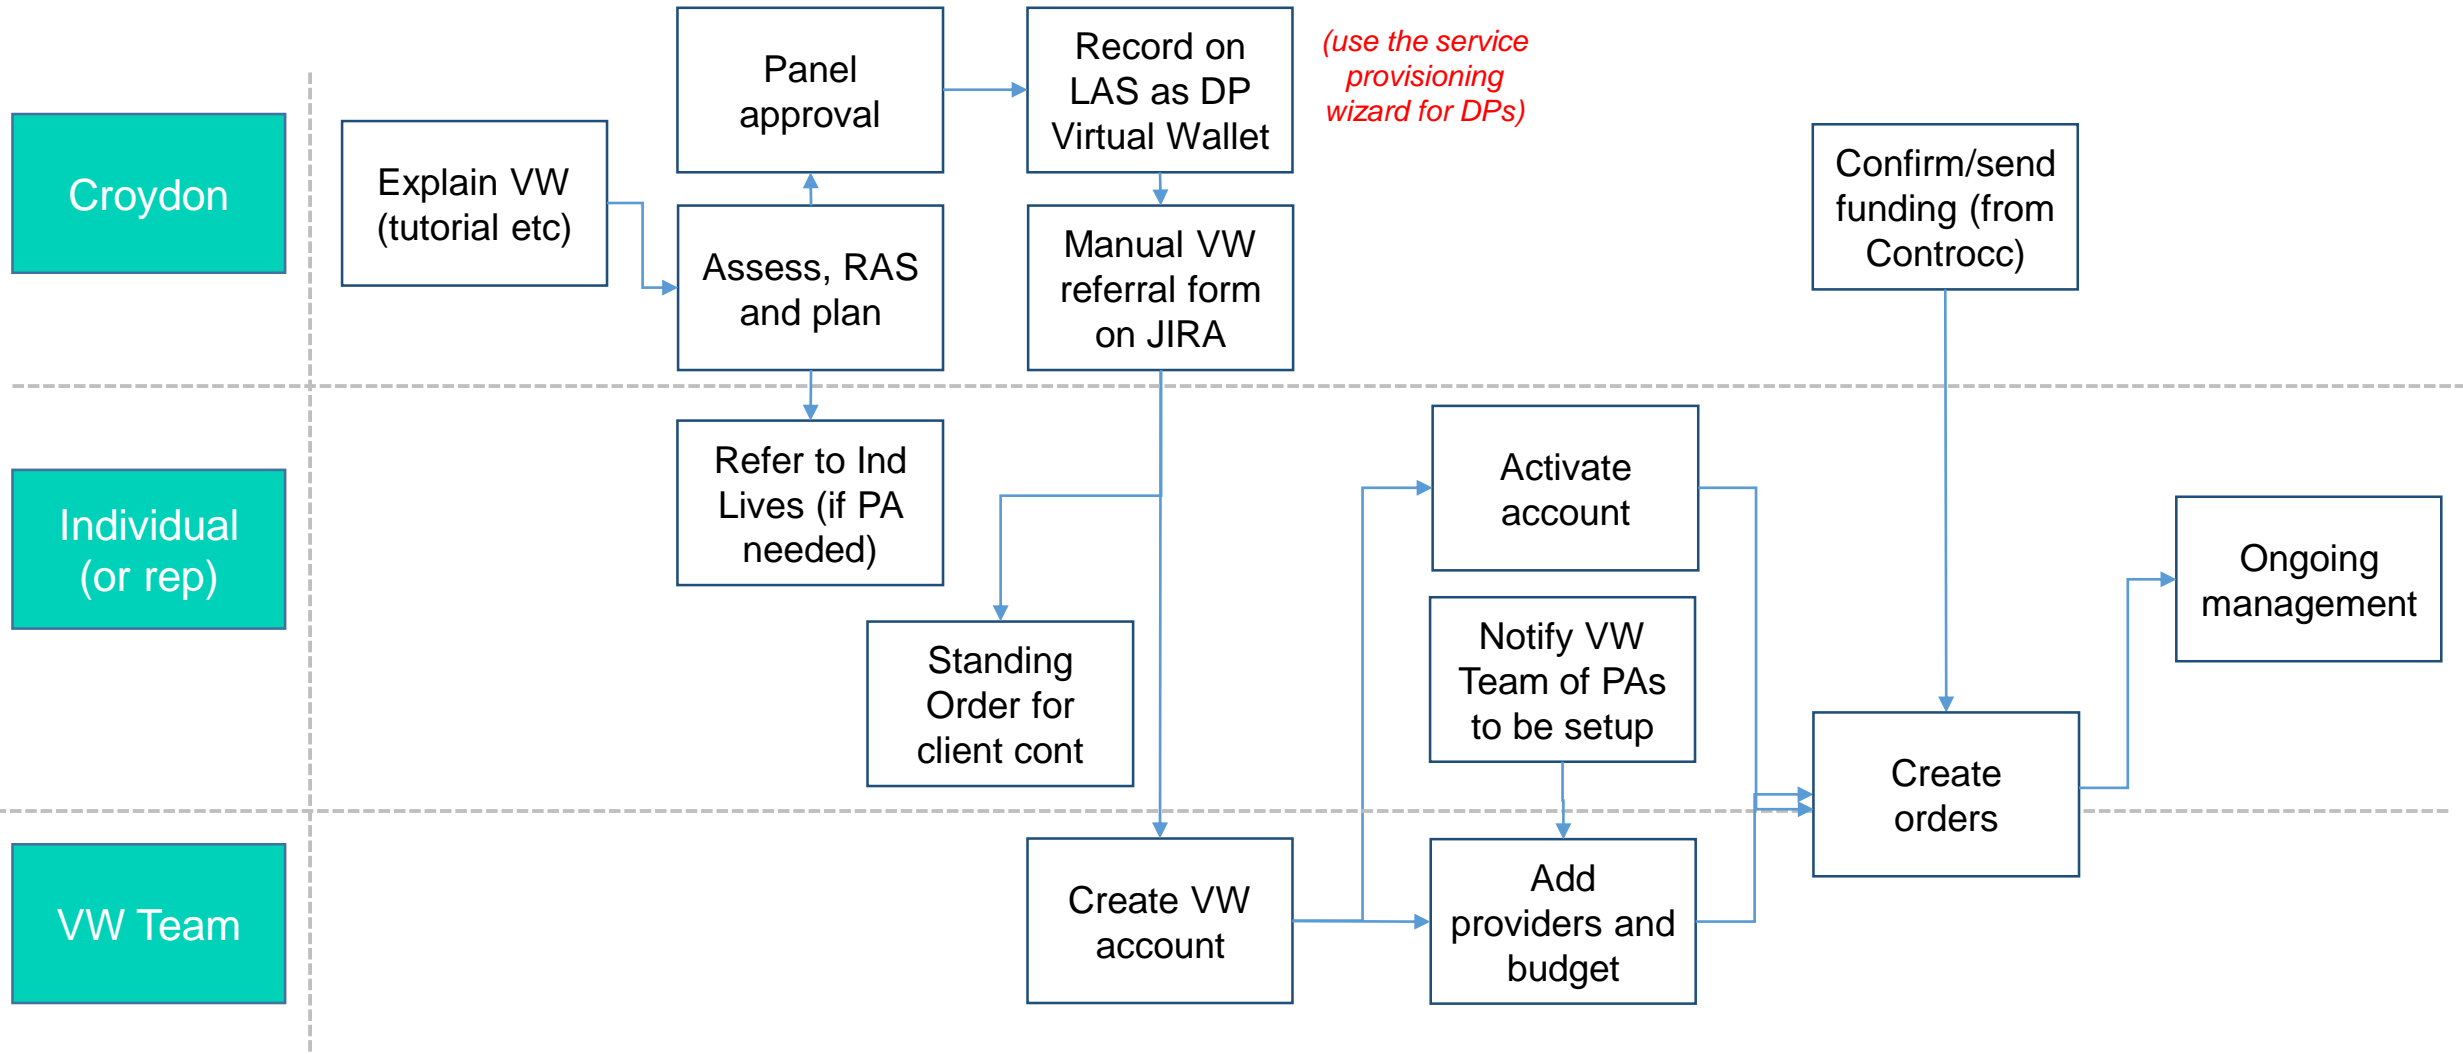 Croydon
Explain VW
(tutorial etc)
Panel
approval
Assess, RAS
and plan
Record on
LAS as DP
Virtual Wallet
(use the service
provisioning
wizard for DPs)
Manual VW
referral form
on JIRA
Confirm/send
funding (from
Controcc)
Individual
(or rep)
Refer to Ind
Lives (if PA
needed)
Standing
Order for
client cont
Activate
account
Notify VW
Team of PAs
to be setup
Create
orders
Ongoing
management
VW Team
Create VW
account
Add
providers and
budget